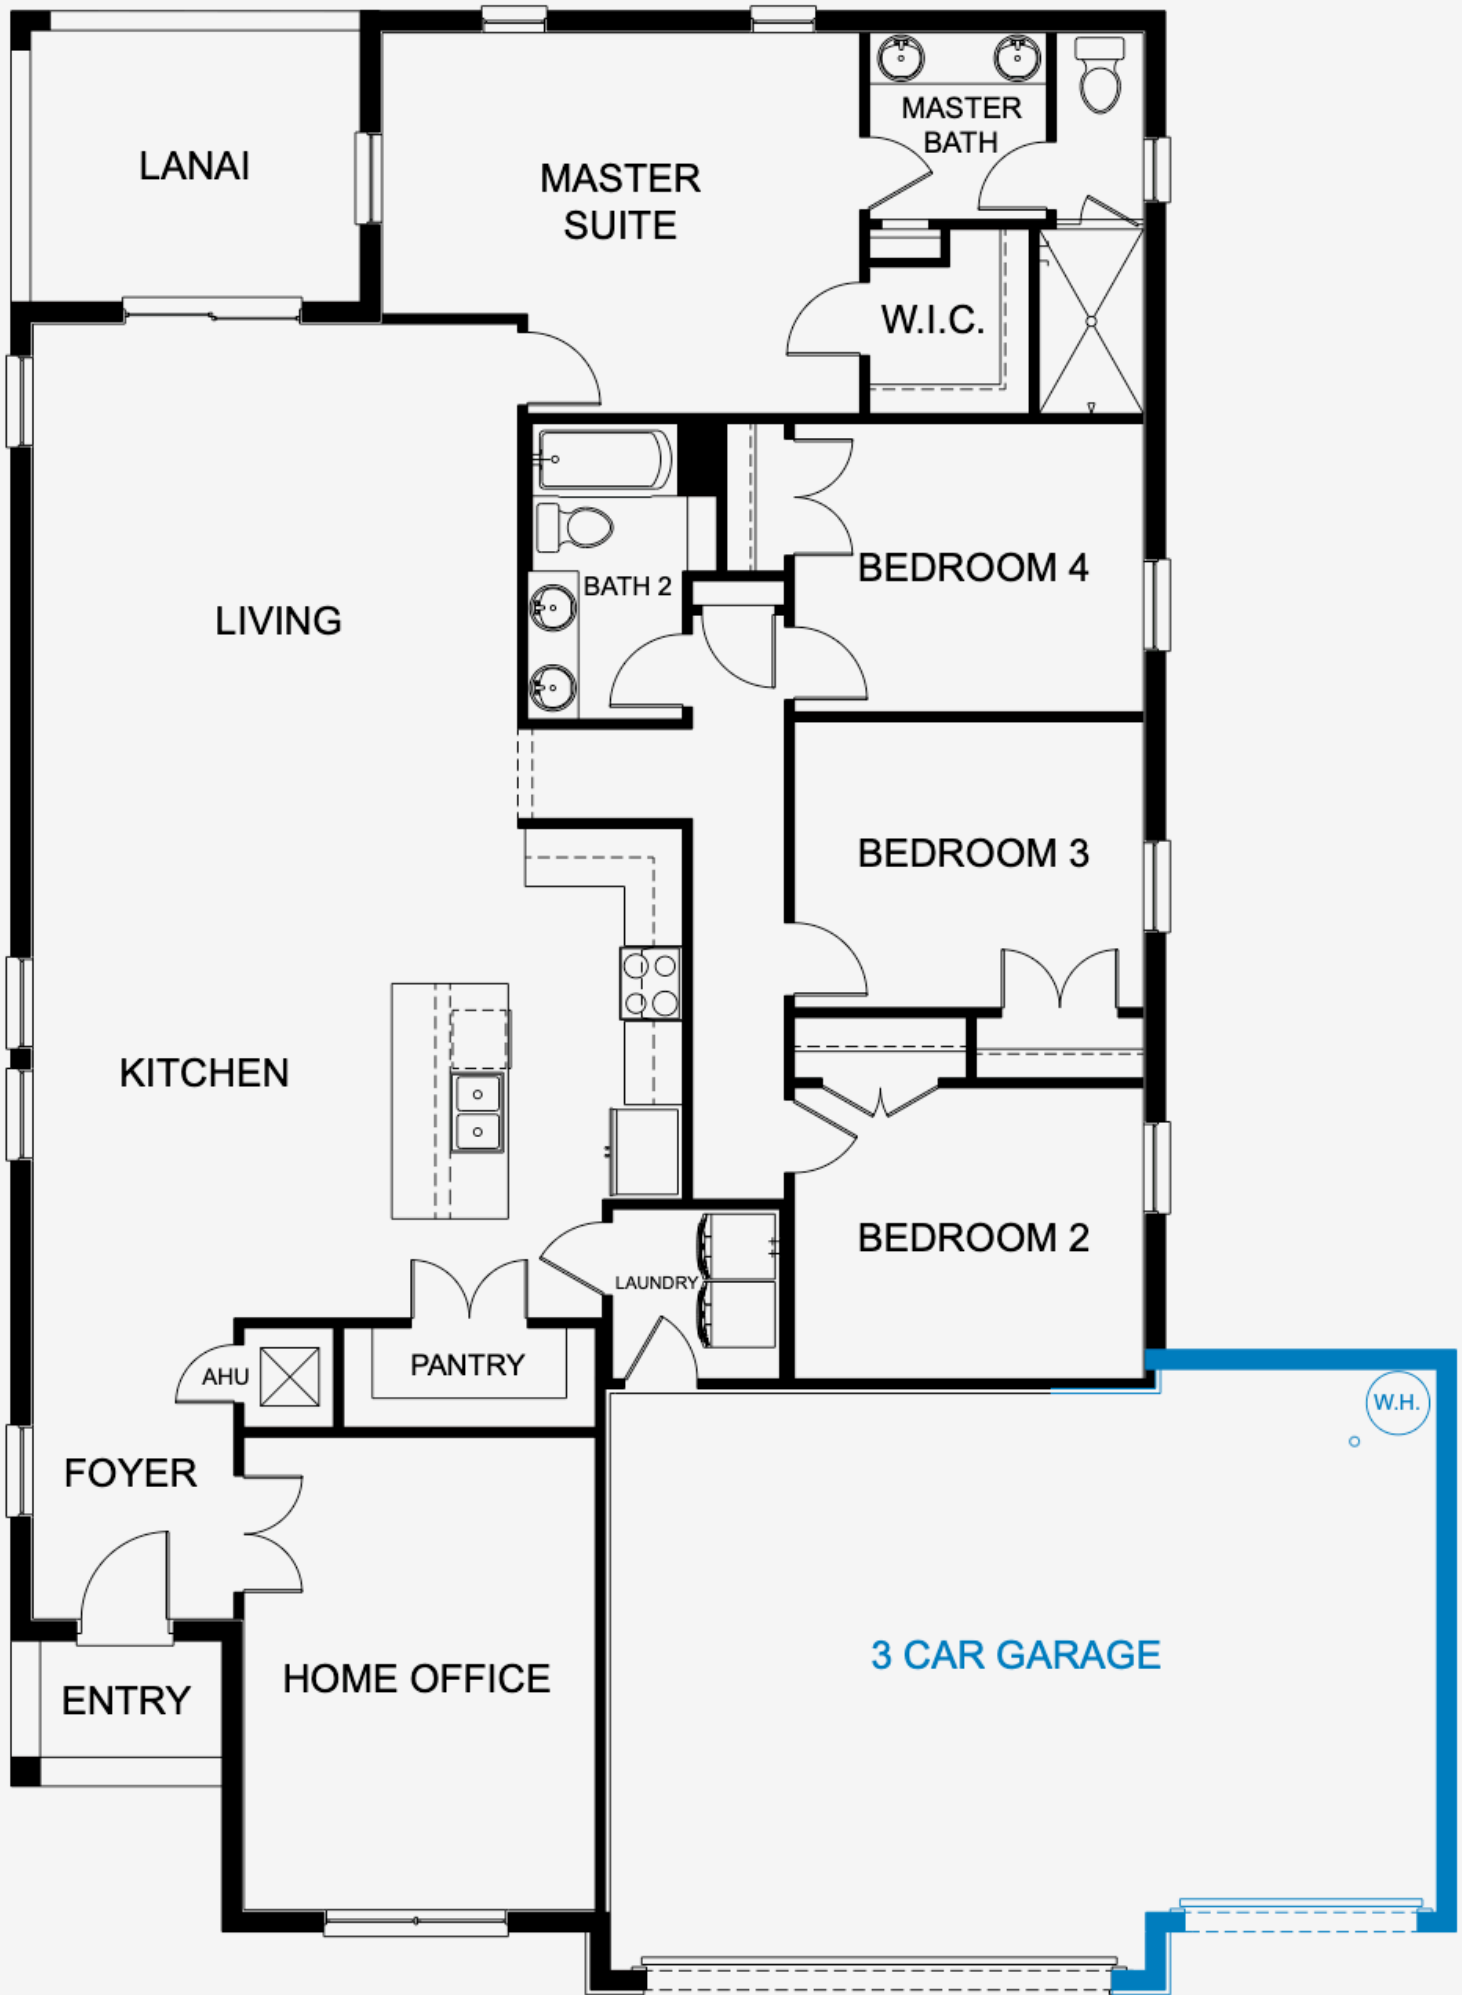 LANAI
MASTER
SUITE
MASTER
BATH
W.I.C.
BEDROOM 4
BATH 2
LIVING
BEDROOM 3
KITCHEN
BEDROOM 2
LAUNDRY
PANTRY
AHU
W.H.
FOYER
3 CAR GARAGE
HOME OFFICE
ENTRY